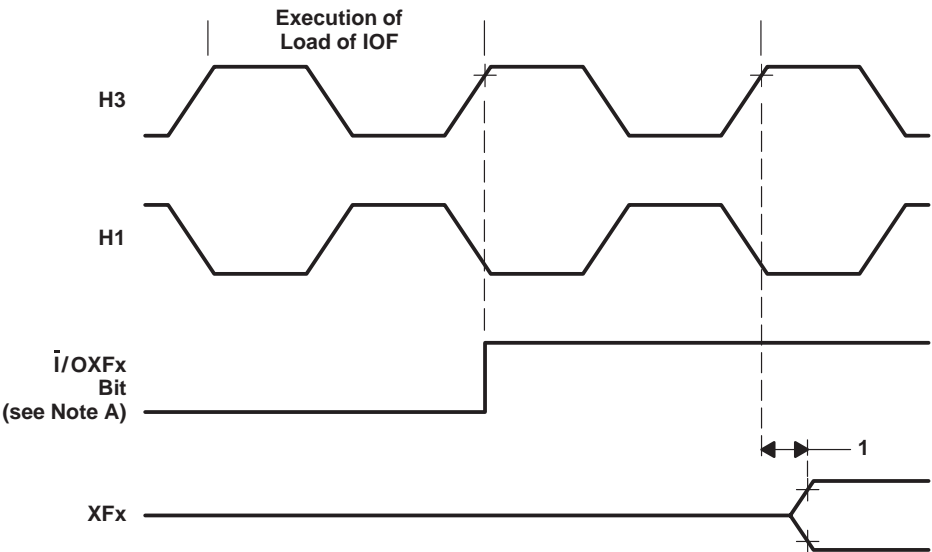 Execution of
Load of IOF
H3
H1
I̅/OXFx
Bit
(see Note A)
1
XFx